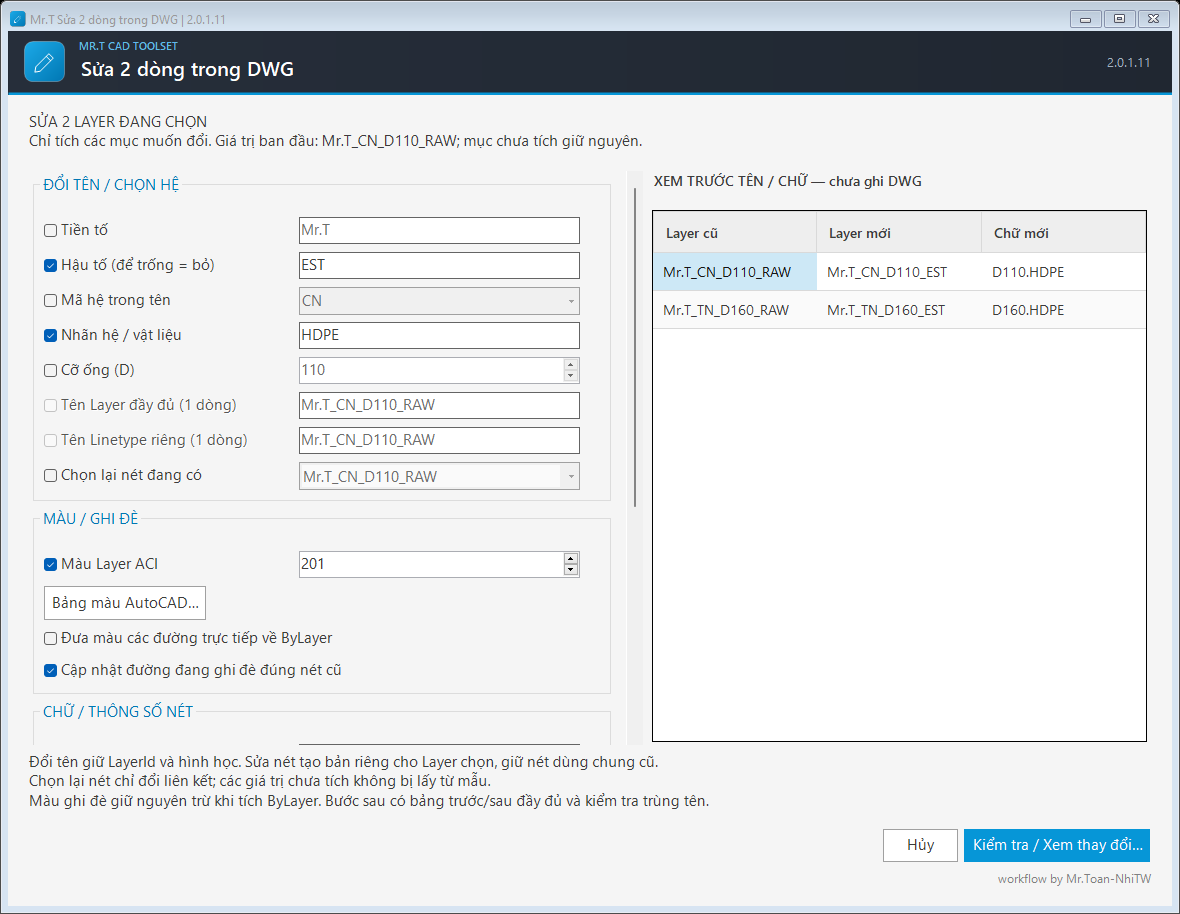 Mr.T Sửa 2 dòng trong DWG | 2.0.1.11
MR.T CAD TOOLSET
Sửa 2 dòng trong DWG
2.0.1.11
SỬA 2 LAYER ĐANG CHỌN
Chỉ tích các mục muốn đổi. Giá trị ban đầu: Mr.T_CN_D110_RAW; mục chưa tích giữ nguyên.
ĐỔI TÊN / CHỌN HỆ
Tiền tố Mr.T
Hậu tố (để trống = bỏ) EST
Mã hệ trong tên CN
Nhãn hệ / vật liệu HDPE
Cỡ ống (D) 110
Tên Layer đầy đủ (1 dòng) Mr.T_CN_D110_RAW
Tên Linetype riêng (1 dòng) Mr.T_CN_D110_RAW
Chọn lại nét đang có Mr.T_CN_D110_RAW
MÀU / GHI ĐÈ
Màu Layer ACI 201
Bảng màu AutoCAD...
Đưa màu các đường trực tiếp về ByLayer
Cập nhật đường đang ghi đè đúng nét cũ
CHỮ / THÔNG SỐ NÉT
XEM TRƯỚC TÊN / CHỮ — chưa ghi DWG
Layer cũ Layer mới Chữ mới
Mr.T_CN_D110_RAW Mr.T_CN_D110_EST D110.HDPE
Mr.T_TN_D160_RAW Mr.T_TN_D160_EST D160.HDPE
Đổi tên giữ LayerId và hình học. Sửa nét tạo bản riêng cho Layer chọn, giữ nét dùng chung cũ.
Chọn lại nét chỉ đổi liên kết; các giá trị chưa tích không bị lấy từ mẫu.
Màu ghi đè giữ nguyên trừ khi tích ByLayer. Bước sau có bảng trước/sau đầy đủ và kiểm tra trùng tên.
Hủy
Kiểm tra / Xem thay đổi...
workflow by Mr.Toan-NhiTW